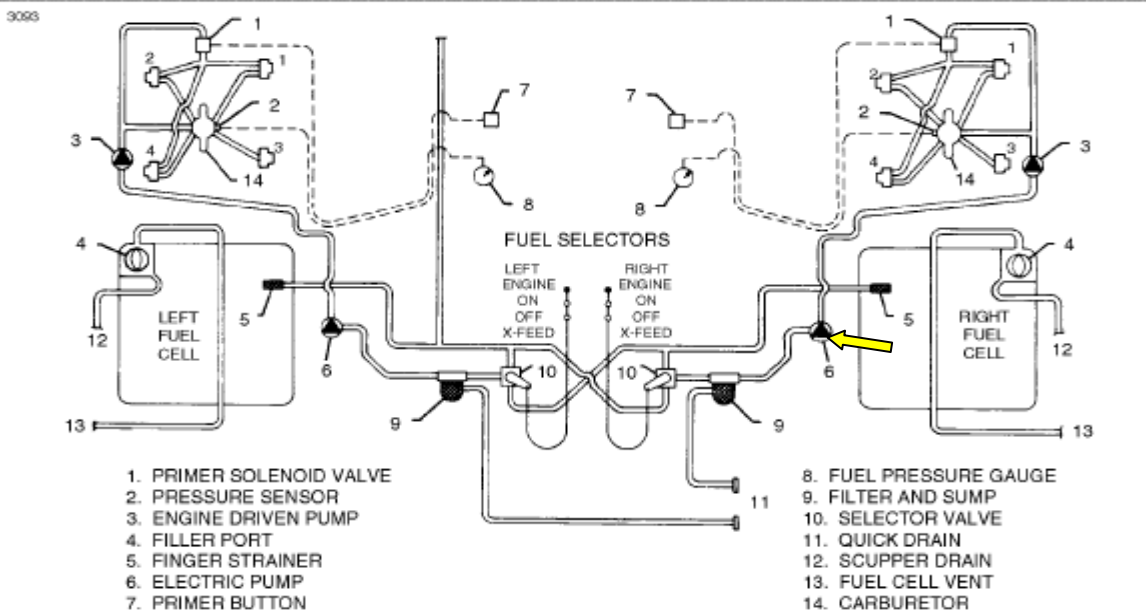 3093
1
1
2
1
2
1
2
7
7
2
3
3
4
3
4
3
14
14
8
8
FUEL SELECTORS
4
4
LEFT
ENGINE
ON
OFF
X-FEED
RIGHT
ENGINE
ON
OFF
X-FEED
5
5
LEFT
FUEL
CELL
RIGHT
FUEL
CELL
12
12
6
6
10
10
9
9
13
13
11
1. PRIMER SOLENOID VALVE
2. PRESSURE SENSOR
3. ENGINE DRIVEN PUMP
4. FILLER PORT
5. FINGER STRAINER
6. ELECTRIC PUMP
7. PRIMER BUTTON
8. FUEL PRESSURE GAUGE
9. FILTER AND SUMP
10. SELECTOR VALVE
11. QUICK DRAIN
12. SCUPPER DRAIN
13. FUEL CELL VENT
14. CARBURETOR